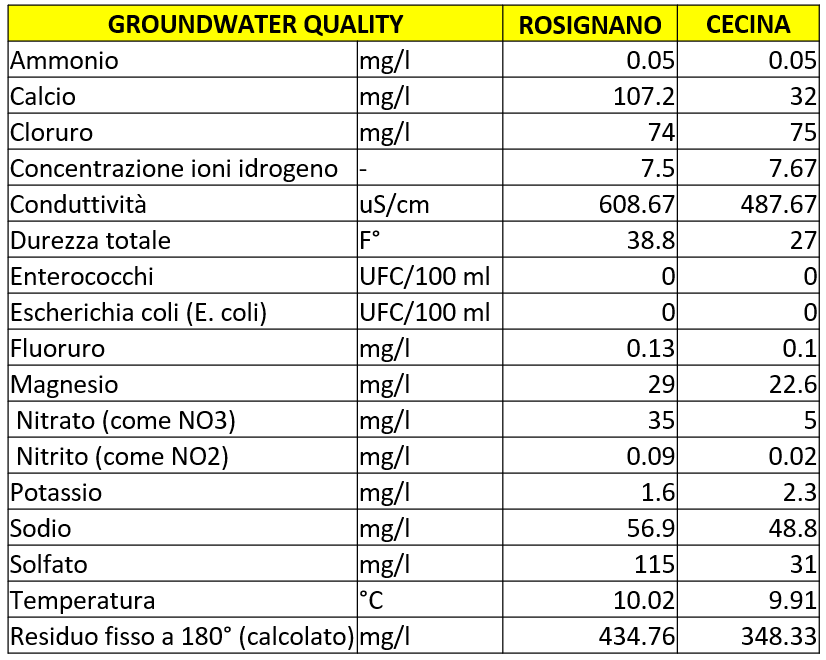 GROUNDWATER QUALITY ROSIGNANO CECINA
Ammonio mg/l 0.05 0.05
Calcio mg/l 107.2 32
Cloruro mg/l 74 75
Concentrazione ioni idrogeno - 7.5 7.67
Conduttività uS/cm 608.67 487.67
Durezza totale F° 38.8 27
Enterococchi UFC/100 ml 0 0
Escherichia coli (E. coli) UFC/100 ml 0 0
Fluoruro mg/l 0.13 0.1
Magnesio mg/l 29 22.6
Nitrato (come NO3) mg/l 35 5
Nitrito (come NO2) mg/l 0.09 0.02
Potassio mg/l 1.6 2.3
Sodio mg/l 56.9 48.8
Solfato mg/l 115 31
Temperatura °C 10.02 9.91
Residuo fisso a 180° (calcolato) mg/l 434.76 348.33